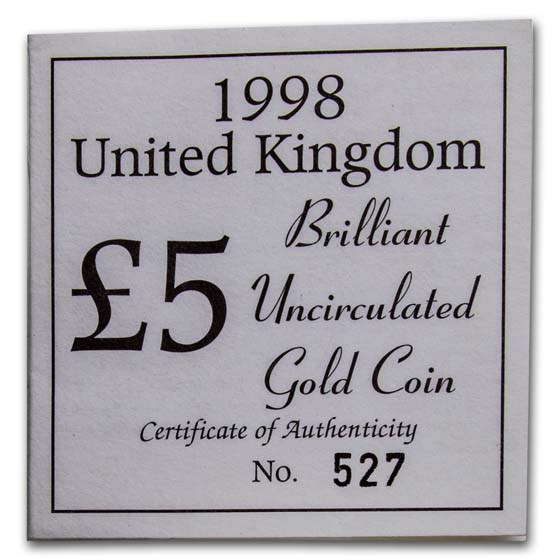 1998
United Kingdom
£5
Brilliant
Uncirculated
Gold Coin
Certificate of Authenticity
No. 527